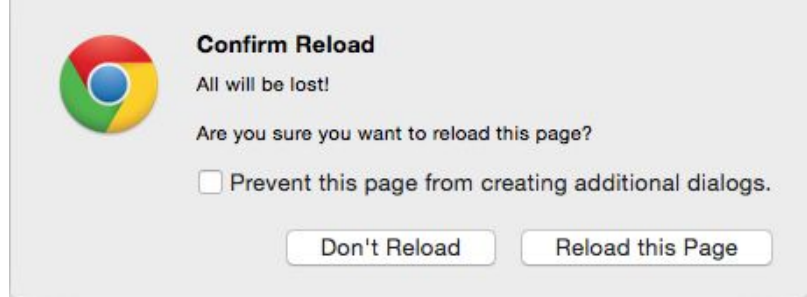 Confirm Reload
All will be lost!
Are you sure you want to reload this page?
Prevent this page from creating additional dialogs.
Don't Reload
Reload this Page